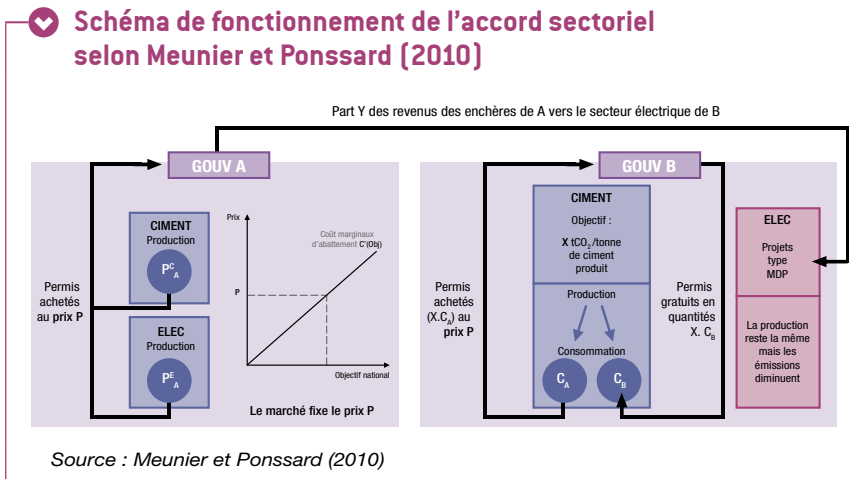 Schéma de fonctionnement de l’accord sectoriel
selon Meunier et Ponssard (2010)
Part Y des revenus des enchères de A vers le secteur électrique de B
GOUV A
CIMENT
Production
P^C_A
Permis
achetés
au prix P
ELEC
Production
P^E_A
Prix
Coût marginaux
d’abattement C’(Obj)
P
Objectif national
Le marché fixe le prix P
GOUV B
CIMENT
Objectif :
X tCO₂/tonne
de ciment
produit
Permis
achetés
(X.C_A) au
prix P
Production
Consommation
C_A
C_B
Permis
gratuits en
quantités
X. C_B
ELEC
Projets
type
MDP
La production
reste la même
mais les
émissions
diminuent
Source : Meunier et Ponssard (2010)